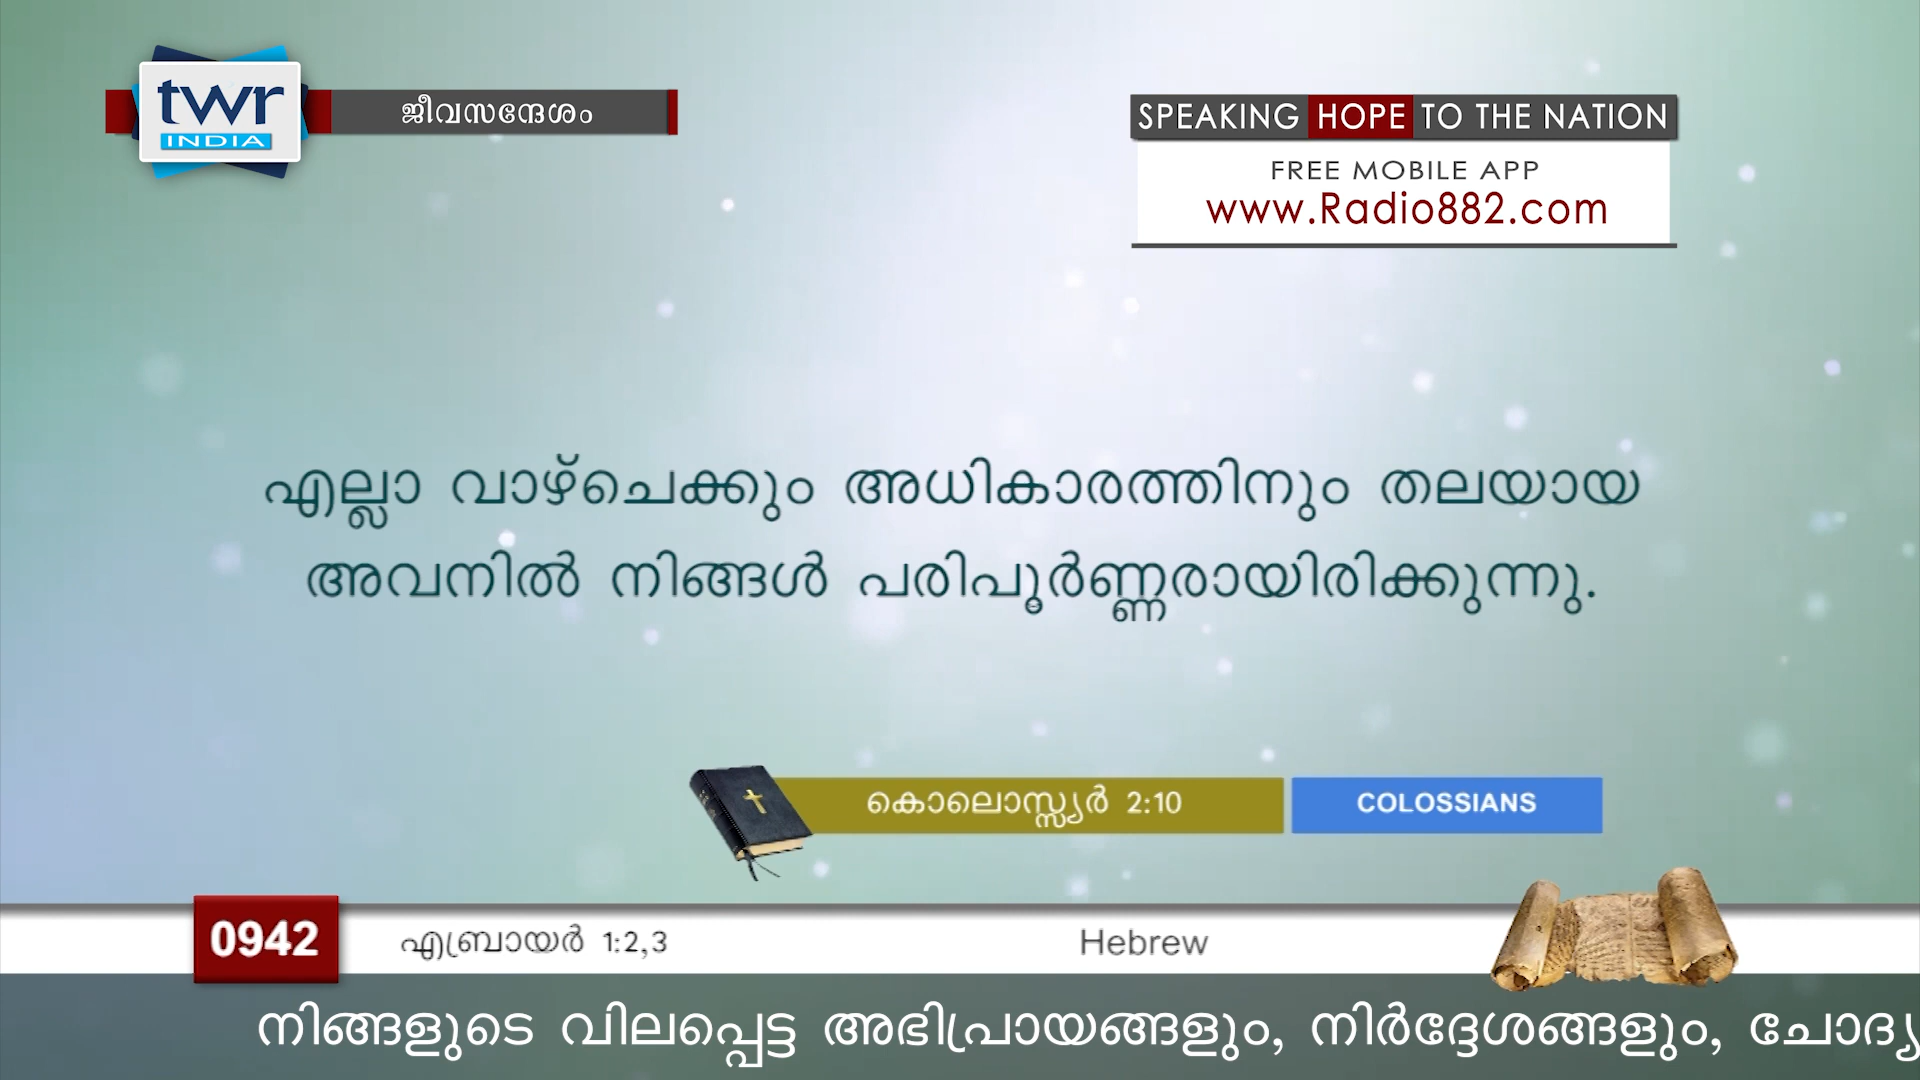 twr
INDIA
ജീവസന്ദേശം
SPEAKING HOPE TO THE NATION
FREE MOBILE APP
www.Radio882.com
എല്ലാ വാഴ്ചെക്കും അധികാരത്തിനും തലയായ
അവനിൽ നിങ്ങൾ പരിപൂർണ്ണരായിരിക്കുന്നു.
കൊലൊസ്സ്യർ 2:10
COLOSSIANS
0942
എബ്രായർ 1:2,3
Hebrew
നിങ്ങളുടെ വിലപ്പെട്ട അഭിപ്രായങ്ങളും, നിർദ്ദേശങ്ങളും, ചോദ്യ